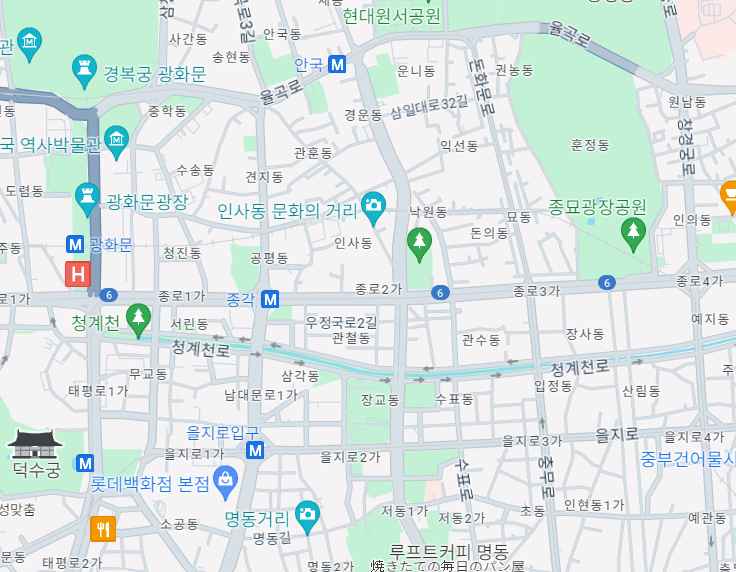 현대원서공원
율곡로
사간동
송현동
안국동
안국
M
운니동
권농동
돈화문로
경복궁 광화문
율곡로
중학동
경운동
삼일대로32길
원남동
창경궁로
국 역사박물관
관훈동
익선동
훈정동
수송동
견지동
도렴동
광화문광장
인사동 문화의 거리
낙원동
묘동
종묘광장공원
인의동
돈의동
M
광화문
청진동
공평동
인사동
H
6
종로1가
종각
M
종로2가
6
종로3가
6
종로4가
청계천
서린동
우정국로2길
관철동
관수동
장사동
예지동
청계천로
무교동
삼각동
청계천로
태평로1가
남대문로1가
장교동
수표동
입정동
산림동
을지로입구
을지로3가
을지로
을지로4가
M
덕수궁
M
을지로1가
을지로2가
중부건어물시
롯데백화점 본점
수표로
충무로
인현동1가
소공동
명동거리
저동1가
저동2가
초동
예관동
명동길
태평로2가
명동2가
루프트커피 명동
焼きたての毎日のパン屋